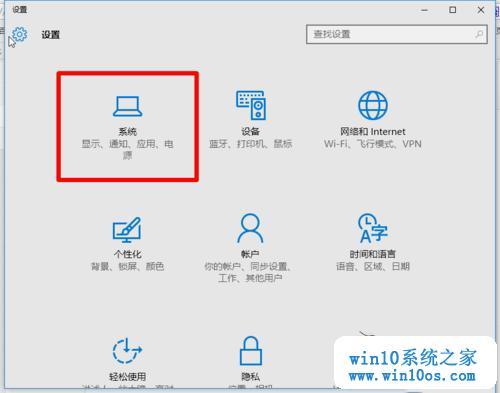 设置
设置
查找设置
系统
显示、通知、应用、电
源
设备
蓝牙、打印机、鼠标
网络和 Internet
Wi-Fi、飞行模式、VPN
个性化
背景、锁屏、颜色
帐户
你的帐户、同步设置、
工作、其他用户
时间和语言
语音、区域、日期
轻松使用
隐私
win10系统之家
www.win10os.com